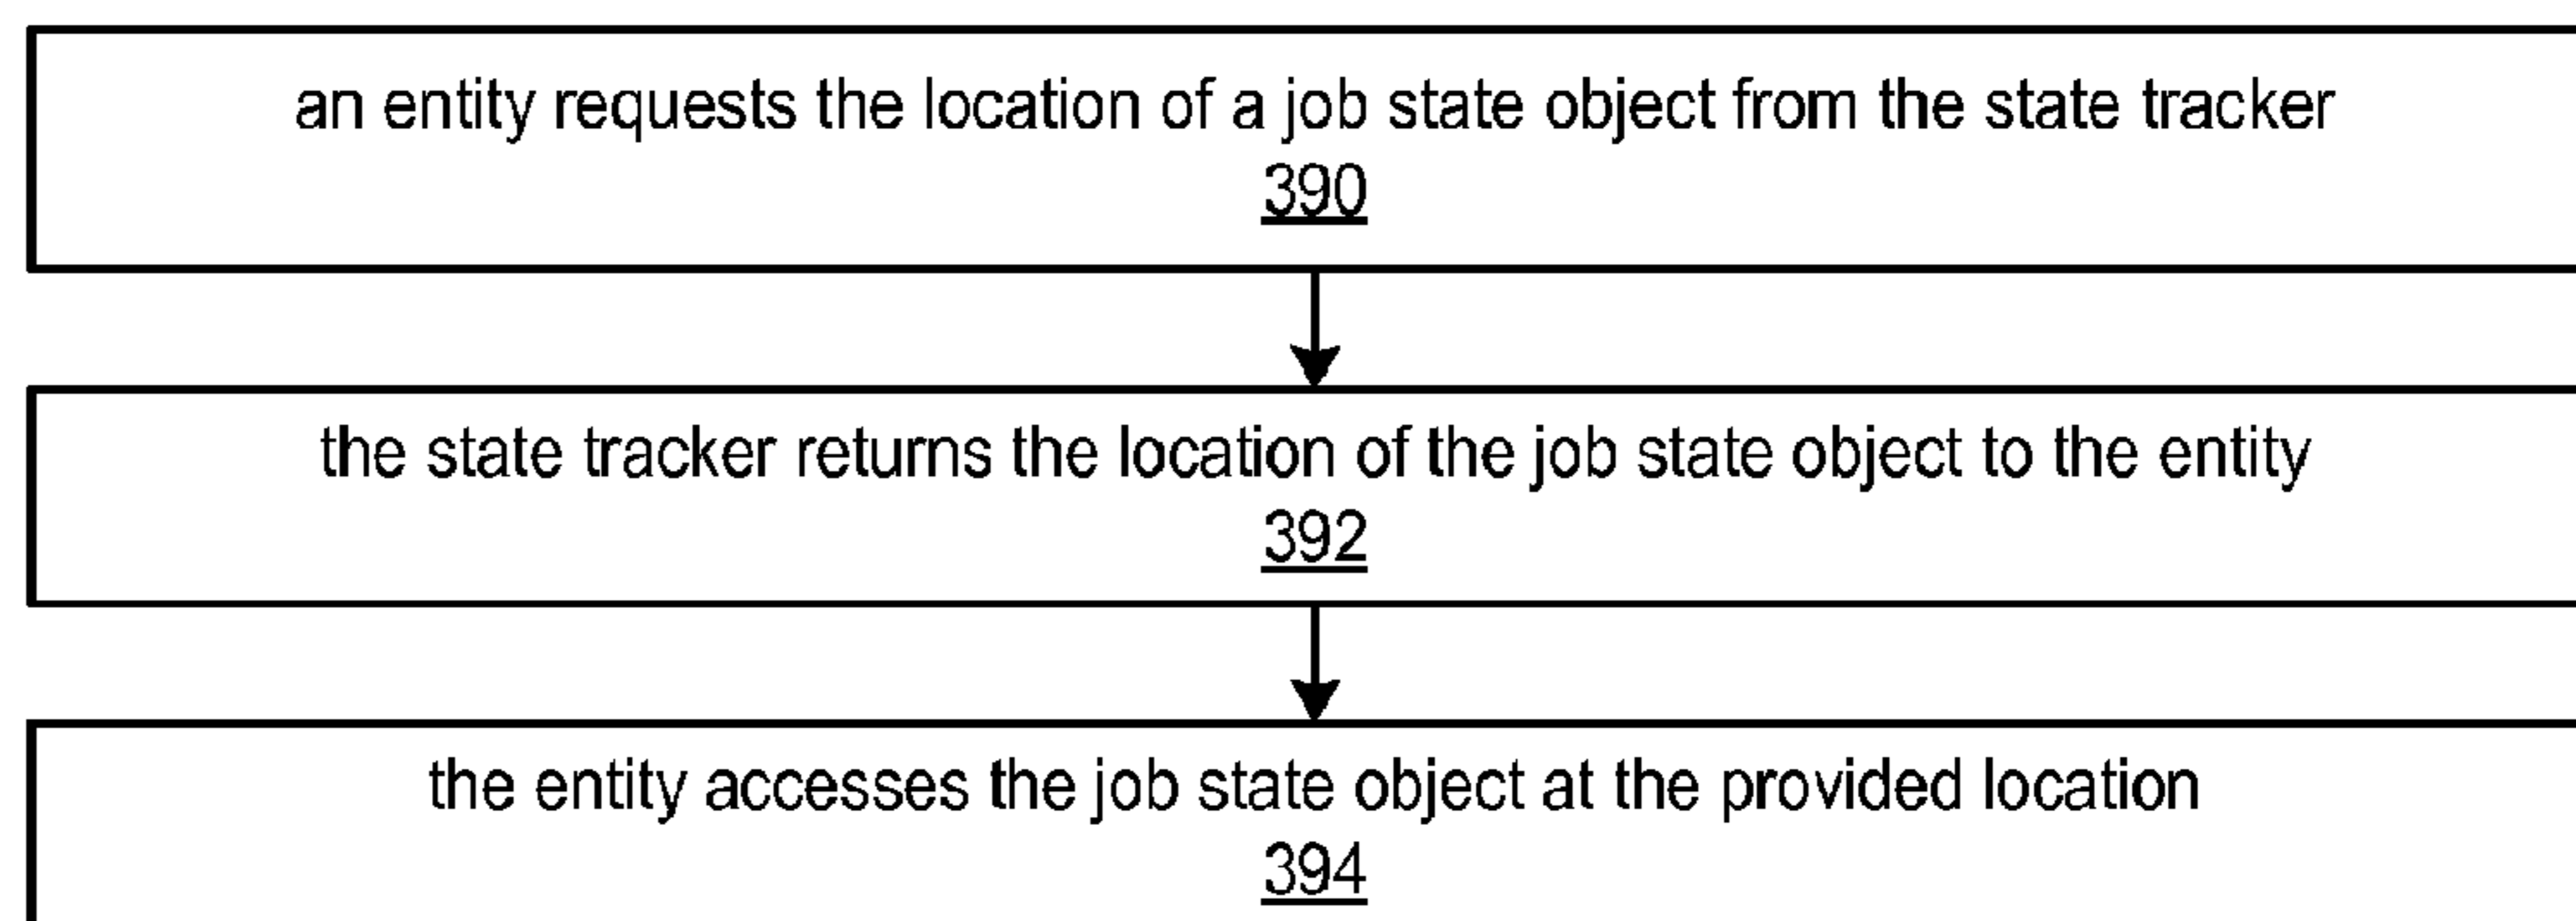 an entity requests the location of a job state object from the state tracker
390
the state tracker returns the location of the job state object to the entity
392
the entity accesses the job state object at the provided location
394